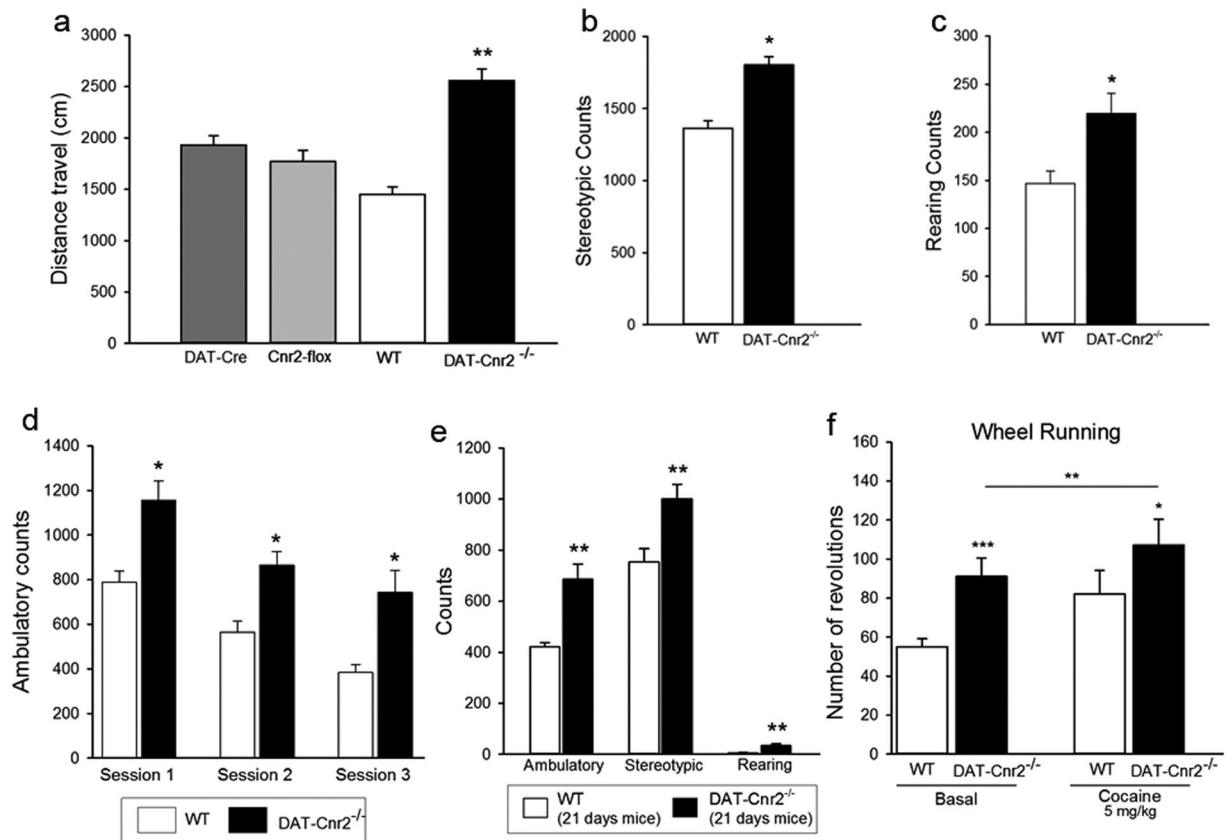 a
Distance travel (cm)
3000
2500
2000
1500
1000
500
0
**
DAT-Cre Cnr2-flox WT DAT-Cnr2 -/-
b
Stereotypic Counts
2000
1500
1000
500
0
*
WT DAT-Cnr2-/-
c
Rearing Counts
300
250
200
150
100
50
0
*
WT DAT-Cnr2-/-
d
Ambulatory counts
1400
1200
1000
800
600
400
200
0
* * *
Session 1 Session 2 Session 3
WT DAT-Cnr2-/-
e
Counts
1200
1000
800
600
400
200
0
** ** **
Ambulatory Stereotypic Rearing
WT DAT-Cnr2-/-
(21 days mice) (21 days mice)
f
Wheel Running
Number of revolutions
160
140
120
100
80
60
40
20
0
**
*** *
WT DAT-Cnr2-/- WT DAT-Cnr2-/-
Basal Cocaine
5 mg/kg